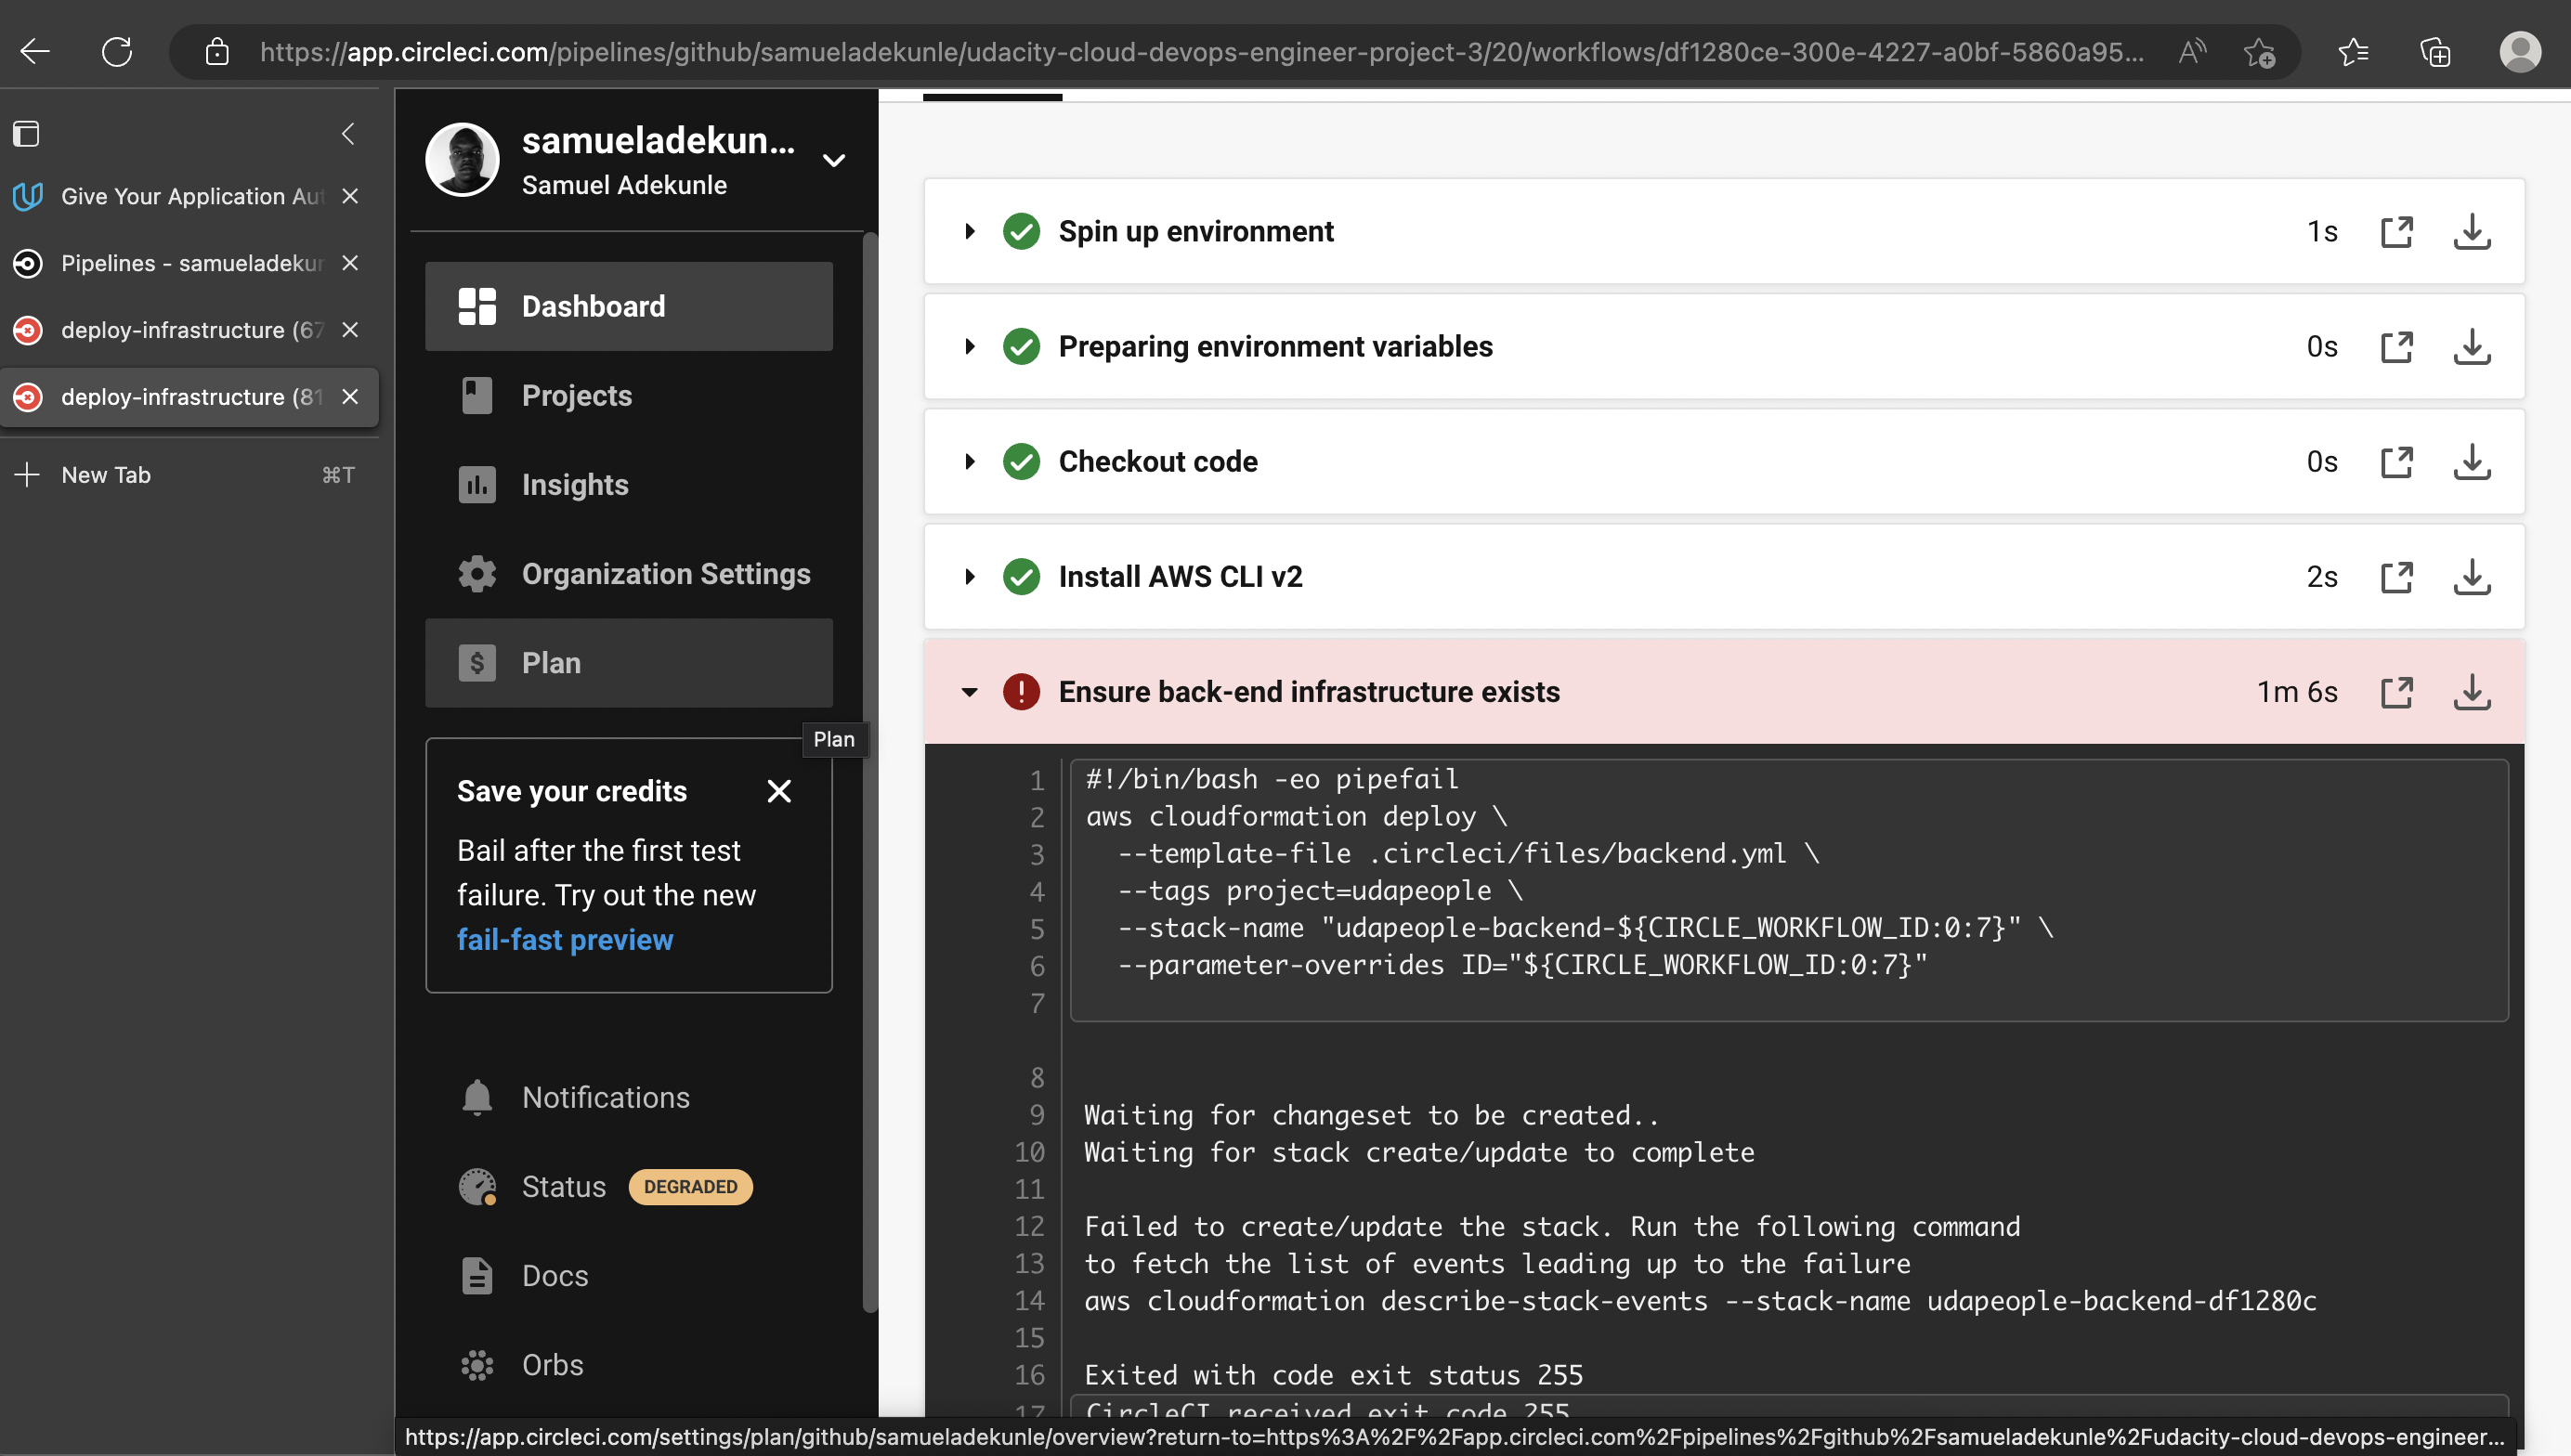 https://app.circleci.com/pipelines/github/samueladekunle/udacity-cloud-devops-engineer-project-3/20/workflows/df1280ce-300e-4227-a0bf-5860a95...
Give Your Application Aut
Pipelines - samueladekun
deploy-infrastructure (67
deploy-infrastructure (81
New Tab
⌘T
samueladekun...
Samuel Adekunle
Dashboard
Projects
Insights
Organization Settings
Plan
Plan
Save your credits
Bail after the first test
failure. Try out the new
fail-fast preview
Notifications
Status DEGRADED
Docs
Orbs
Spin up environment 1s
Preparing environment variables 0s
Checkout code 0s
Install AWS CLI v2 2s
Ensure back-end infrastructure exists 1m 6s
1 #!/bin/bash -eo pipefail
2 aws cloudformation deploy \
3 --template-file .circleci/files/backend.yml \
4 --tags project=udapeople \
5 --stack-name "udapeople-backend-${CIRCLE_WORKFLOW_ID:0:7}" \
6 --parameter-overrides ID="${CIRCLE_WORKFLOW_ID:0:7}"
7
8
9 Waiting for changeset to be created..
10 Waiting for stack create/update to complete
11
12 Failed to create/update the stack. Run the following command
13 to fetch the list of events leading up to the failure
14 aws cloudformation describe-stack-events --stack-name udapeople-backend-df1280c
15
16 Exited with code exit status 255
17 CircleCI received exit code 255
https://app.circleci.com/settings/plan/github/samueladekunle/overview?return-to=https%3A%2F%2Fapp.circleci.com%2Fpipelines%2Fgithub%2Fsamueladekunle%2Fudacity-cloud-devops-engineer...